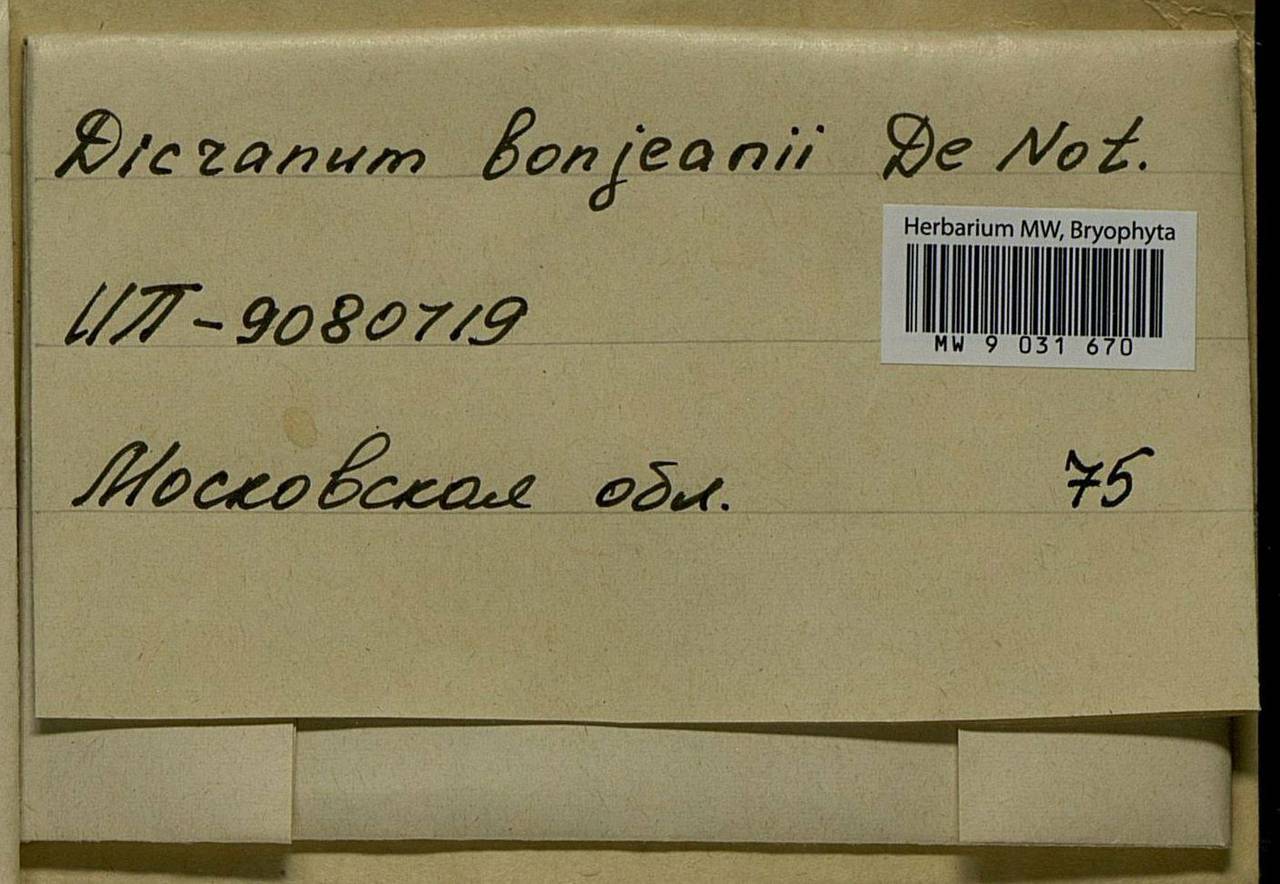 Dicranum bonjeanii De Not.
Herbarium MW, Bryophyta
MW 9 031 670
ИП-9080719
Московская обл. 75